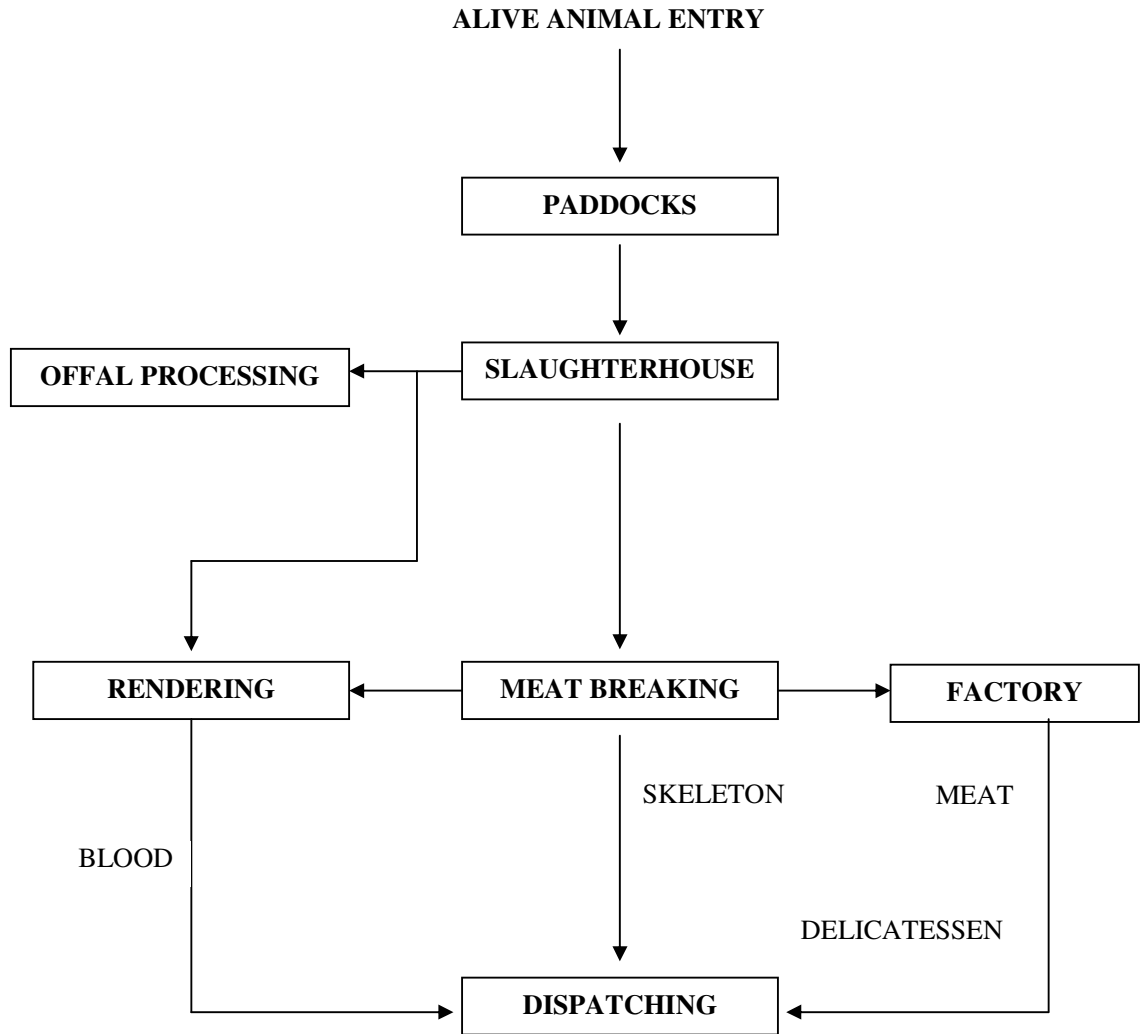 ALIVE ANIMAL ENTRY
PADDOCKS
OFFAL PROCESSING
SLAUGHTERHOUSE
RENDERING
MEAT BREAKING
FACTORY
SKELETON
MEAT
BLOOD
DELICATESSEN
DISPATCHING